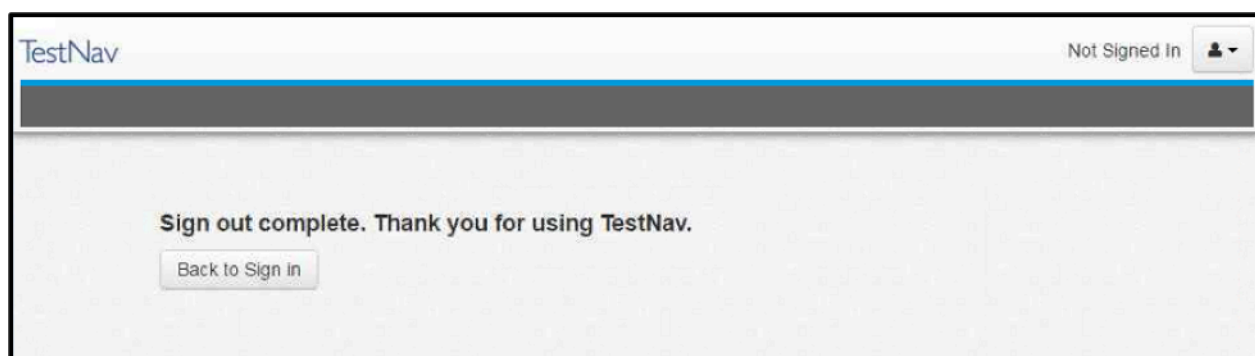 TestNav
Not Signed In
Sign out complete. Thank you for using TestNav.
Back to Sign in